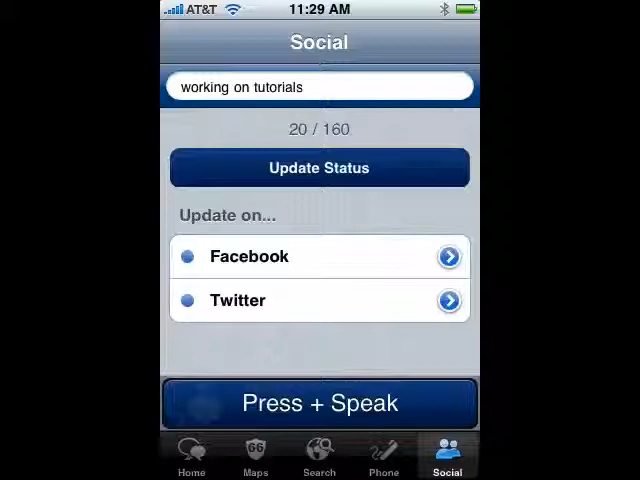 AT&T 11:29 AM
Social
working on tutorials
20 / 160
Update Status
Update on...
Facebook
Twitter
Press + Speak
66
Home Maps Search Phone Social